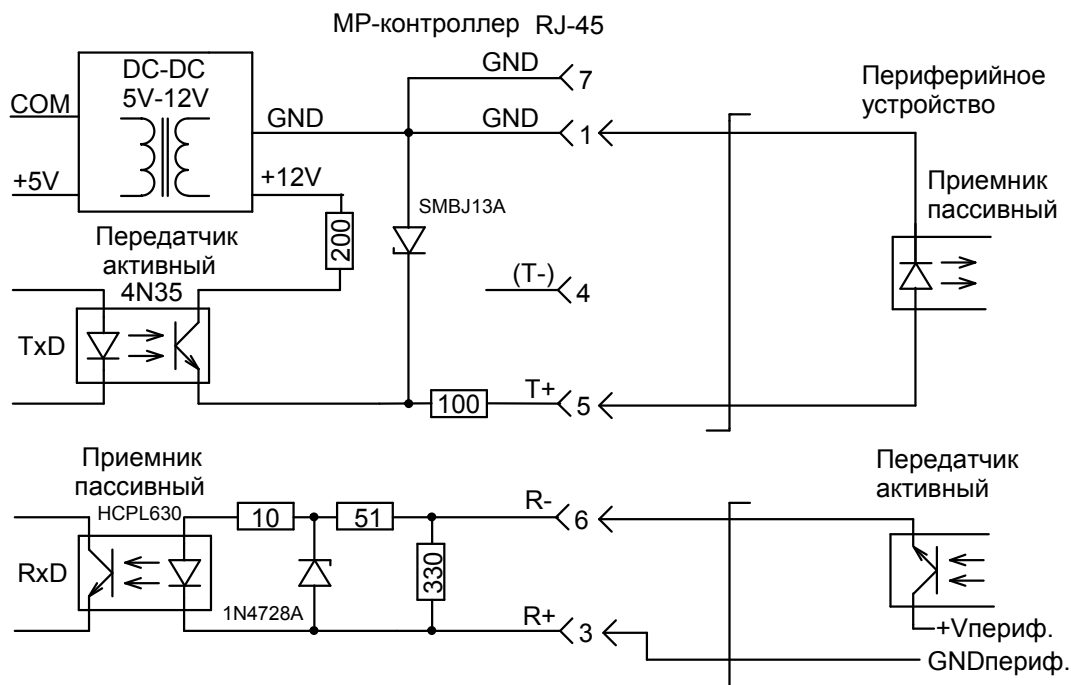 МР-контроллер RJ-45
DC-DC
5V-12V
COM
+5V
GND
+12V
GND
7
GND
1
Периферийное
устройство
Приемник
пассивный
SMBJ13A
200
Передатчик
активный
4N35
TxD
(T-)
4
100
T+
5
Приемник
пассивный
HCPL630
RxD
10
51
330
1N4728A
R-
6
R+
3
Передатчик
активный
+Vпериф.
GNDпериф.